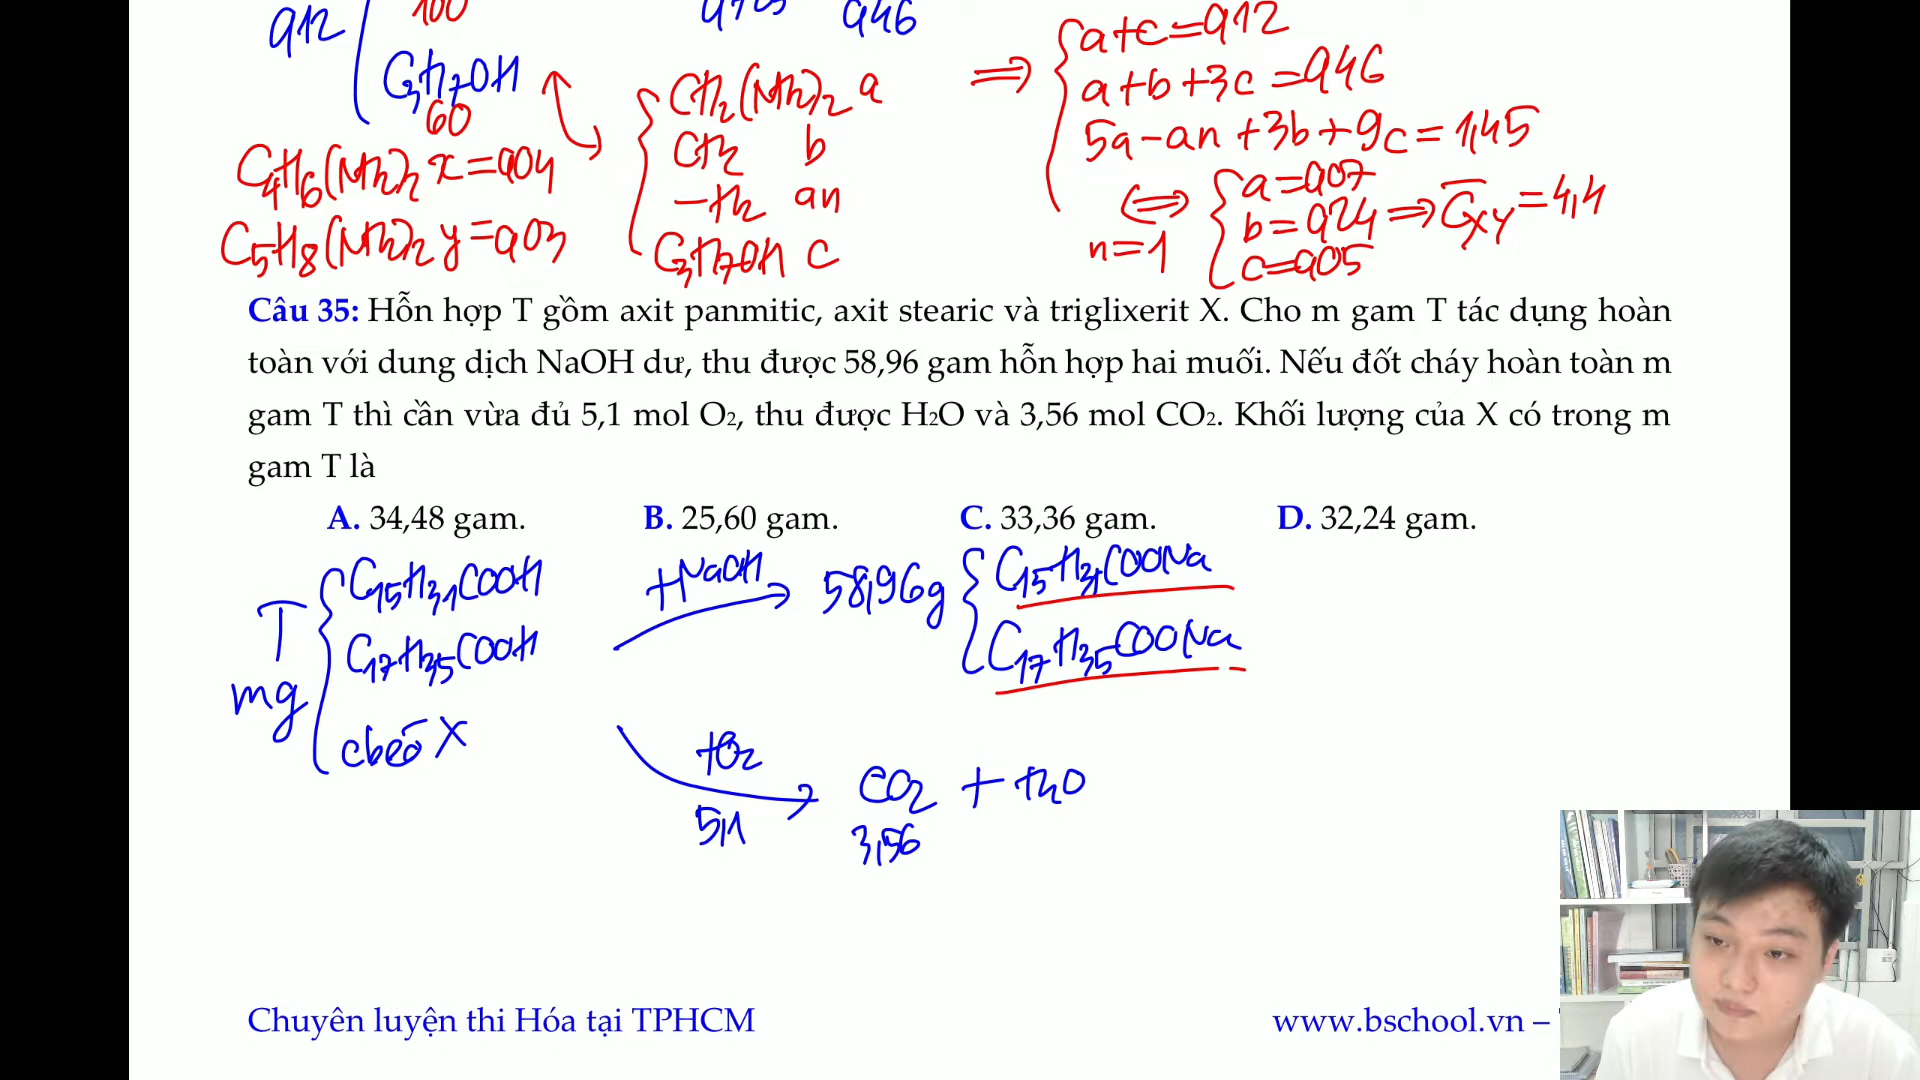 0,12 100 0,46
C3H7OH
60
C4H6(NH2)2 x=0,04
C5H8(NH2)2 y=0,03
CH2(NH2)2 a
CH2 b
-H2 an
C3H7OH c
⇒ a+c=0,12
a+b+3c=0,46
5a-an+3b+9c=1,45
⇔ n=1
a=0,07
b=0,24 ⇒ C̅XY=4,4
c=0,05
Câu 35: Hỗn hợp T gồm axit panmitic, axit stearic và triglixerit X. Cho m gam T tác dụng hoàn
toàn với dung dịch NaOH dư, thu được 58,96 gam hỗn hợp hai muối. Nếu đốt cháy hoàn toàn m
gam T thì cần vừa đủ 5,1 mol O2, thu được H2O và 3,56 mol CO2. Khối lượng của X có trong m
gam T là
A. 34,48 gam. B. 25,60 gam. C. 33,36 gam. D. 32,24 gam.
T
mg
C15H31COOH
C17H35COOH
cbéo X
+NaOH
58,96g
C15H31COONa
C17H35COONa
+O2
5,1
CO2 + H2O
3,56
Chuyên luyện thi Hóa tại TPHCM www.bschool.vn –